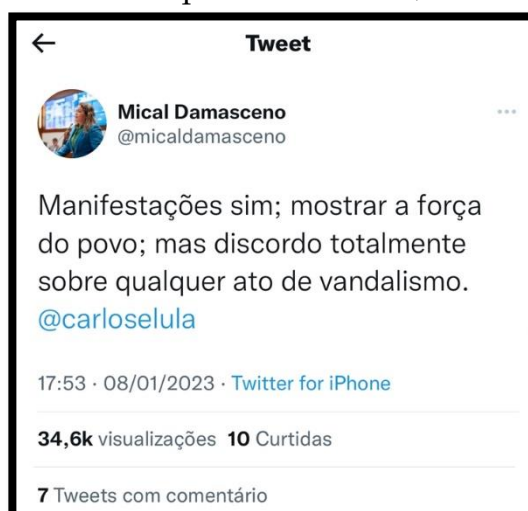 Tweet
Mical Damasceno
@micaldamasceno
Manifestações sim; mostrar a força
do povo; mas discordo totalmente
sobre qualquer ato de vandalismo.
@carloselula
17:53 · 08/01/2023 · Twitter for iPhone
34,6k visualizações 10 Curtidas
7 Tweets com comentário